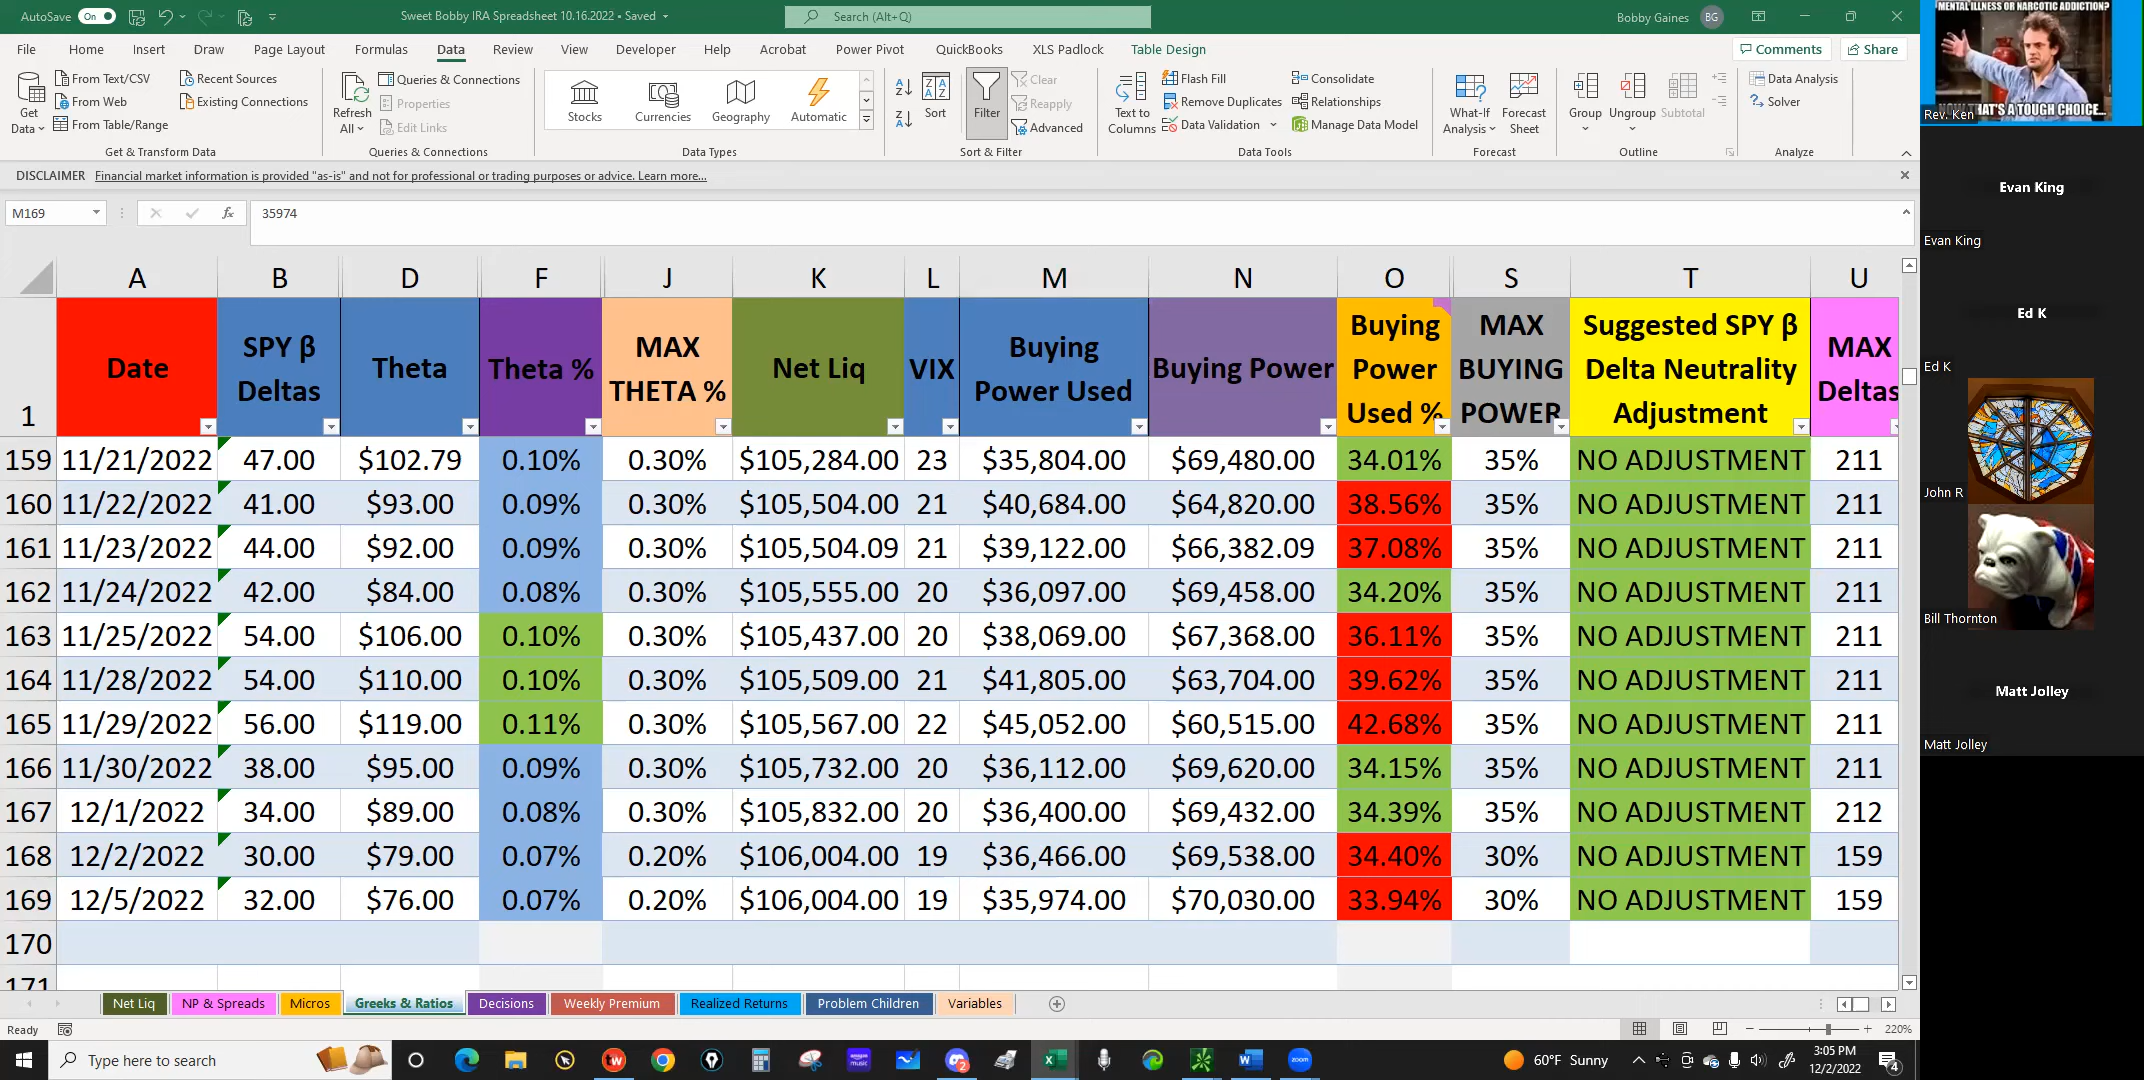 AutoSave On
Sweet Bobby IRA Spreadsheet 10.16.2022 • Saved
Search (Alt+Q)
Bobby Gaines BG
File Home Insert Draw Page Layout Formulas Data Review View Developer Help Acrobat Power Pivot QuickBooks XLS Padlock Table Design
Comments Share
Get Data
From Text/CSV
From Web
From Table/Range
Recent Sources
Existing Connections
Get & Transform Data
Refresh All
Queries & Connections
Properties
Edit Links
Queries & Connections
Stocks Currencies Geography Automatic
Data Types
Sort
Filter
Clear
Reapply
Advanced
Sort & Filter
Text to Columns
Flash Fill
Remove Duplicates
Data Validation
Consolidate
Relationships
Manage Data Model
Data Tools
What-If Analysis
Forecast Sheet
Forecast
Group Ungroup Subtotal
Outline
Data Analysis
Solver
Analyze
DISCLAIMER Financial market information is provided "as-is" and not for professional or trading purposes or advice. Learn more...
M169 fx 35974
A B D F J K L M N O S T U
1 Date SPY β Deltas Theta Theta % MAX THETA % Net Liq VIX Buying Power Used Buying Power Buying Power Used % MAX BUYING POWER Suggested SPY β Delta Neutrality Adjustment MAX Deltas
159 11/21/2022 47.00 $102.79 0.10% 0.30% $105,284.00 23 $35,804.00 $69,480.00 34.01% 35% NO ADJUSTMENT 211
160 11/22/2022 41.00 $93.00 0.09% 0.30% $105,504.00 21 $40,684.00 $64,820.00 38.56% 35% NO ADJUSTMENT 211
161 11/23/2022 44.00 $92.00 0.09% 0.30% $105,504.09 21 $39,122.00 $66,382.09 37.08% 35% NO ADJUSTMENT 211
162 11/24/2022 42.00 $84.00 0.08% 0.30% $105,555.00 20 $36,097.00 $69,458.00 34.20% 35% NO ADJUSTMENT 211
163 11/25/2022 54.00 $106.00 0.10% 0.30% $105,437.00 20 $38,069.00 $67,368.00 36.11% 35% NO ADJUSTMENT 211
164 11/28/2022 54.00 $110.00 0.10% 0.30% $105,509.00 21 $41,805.00 $63,704.00 39.62% 35% NO ADJUSTMENT 211
165 11/29/2022 56.00 $119.00 0.11% 0.30% $105,567.00 22 $45,052.00 $60,515.00 42.68% 35% NO ADJUSTMENT 211
166 11/30/2022 38.00 $95.00 0.09% 0.30% $105,732.00 20 $36,112.00 $69,620.00 34.15% 35% NO ADJUSTMENT 211
167 12/1/2022 34.00 $89.00 0.08% 0.30% $105,832.00 20 $36,400.00 $69,432.00 34.39% 35% NO ADJUSTMENT 212
168 12/2/2022 30.00 $79.00 0.07% 0.20% $106,004.00 19 $36,466.00 $69,538.00 34.40% 30% NO ADJUSTMENT 159
169 12/5/2022 32.00 $76.00 0.07% 0.20% $106,004.00 19 $35,974.00 $70,030.00 33.94% 30% NO ADJUSTMENT 159
170
171
Net Liq NP & Spreads Micros Greeks & Ratios Decisions Weekly Premium Realized Returns Problem Children Variables
Ready
220%
Type here to search
60°F Sunny
3:05 PM
12/2/2022
4
MENTAL ILLNESS OR NARCOTIC ADDICTION?
THAT'S A TOUGH CHOICE...
Rev. Ken
Evan King
Evan King
Ed K
Ed K
John R
Bill Thornton
Matt Jolley
Matt Jolley